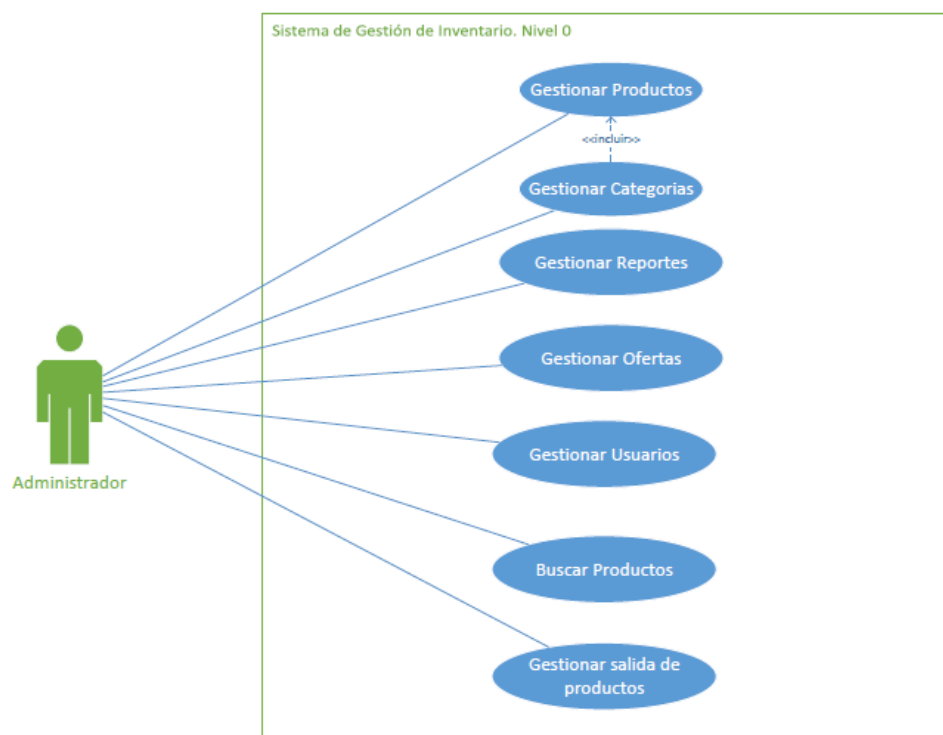 Sistema de Gestión de Inventario. Nivel 0
Gestionar Productos
<<incluir>>
Gestionar Categorias
Gestionar Reportes
Gestionar Ofertas
Administrador
Gestionar Usuarios
Buscar Productos
Gestionar salida de
productos